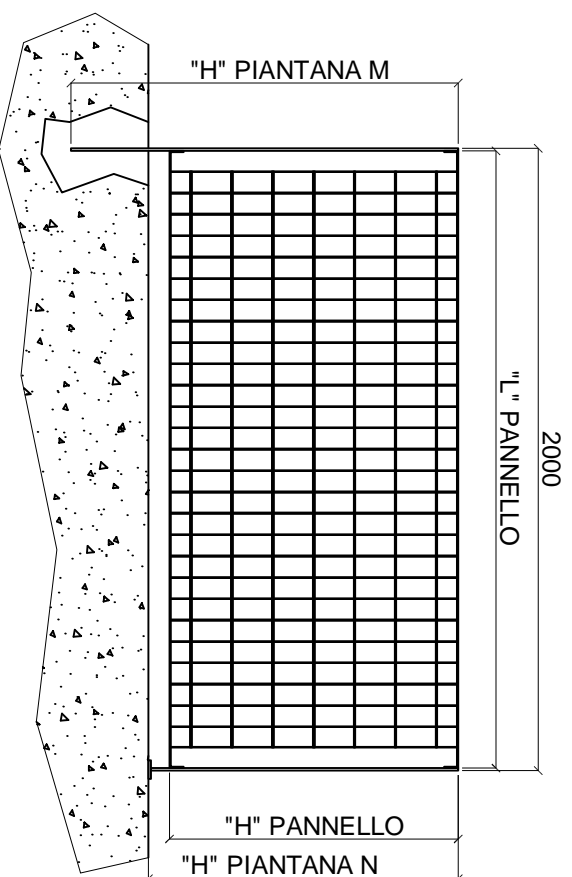 "H" PIANTANA M
2000
"L" PANNELLO
"H" PANNELLO
"H" PIANTANA N